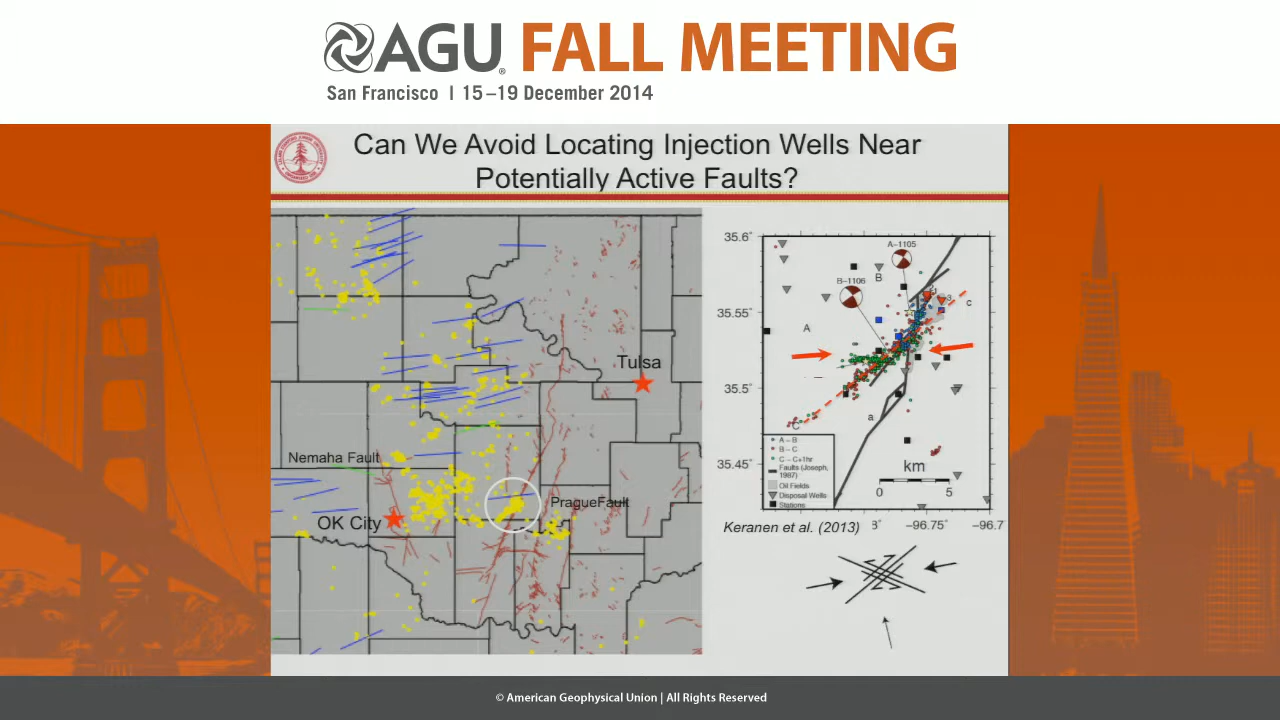 AGU FALL MEETING
San Francisco | 15–19 December 2014
Can We Avoid Locating Injection Wells Near
Potentially Active Faults?
Tulsa
Nemaha Fault
PragueFault
OK City
35.6°
35.55°
35.5°
35.45°
A-1105
B-1106
B
A
c
a
C
A – B
B – C
C – C+1hr
Faults (Joseph,
1987)
Oil Fields
Disposal Wells
Stations
km
0 5
−96.75° −96.7
Keranen et al. (2013)
© American Geophysical Union | All Rights Reserved